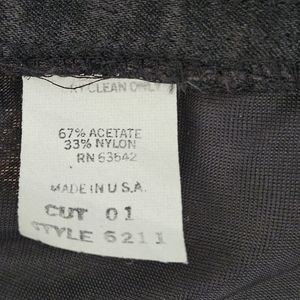 CLEAN ONLY
67% ACETATE
33% NYLON
RN 63542
MADE IN U.S.A.
CUT 01
STYLE 6211